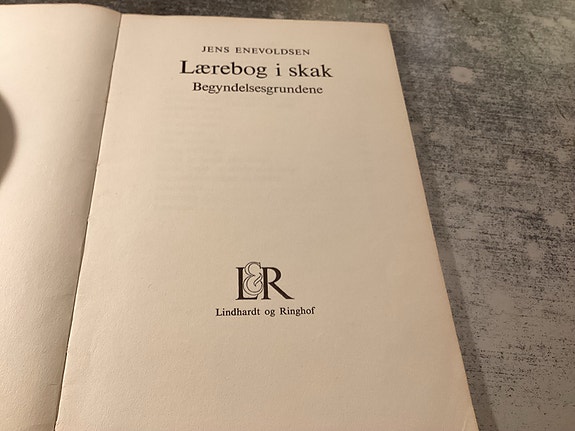 JENS ENEVOLDSEN
Lærebog i skak
Begyndelsesgrundene
L&R
Lindhardt og Ringhof